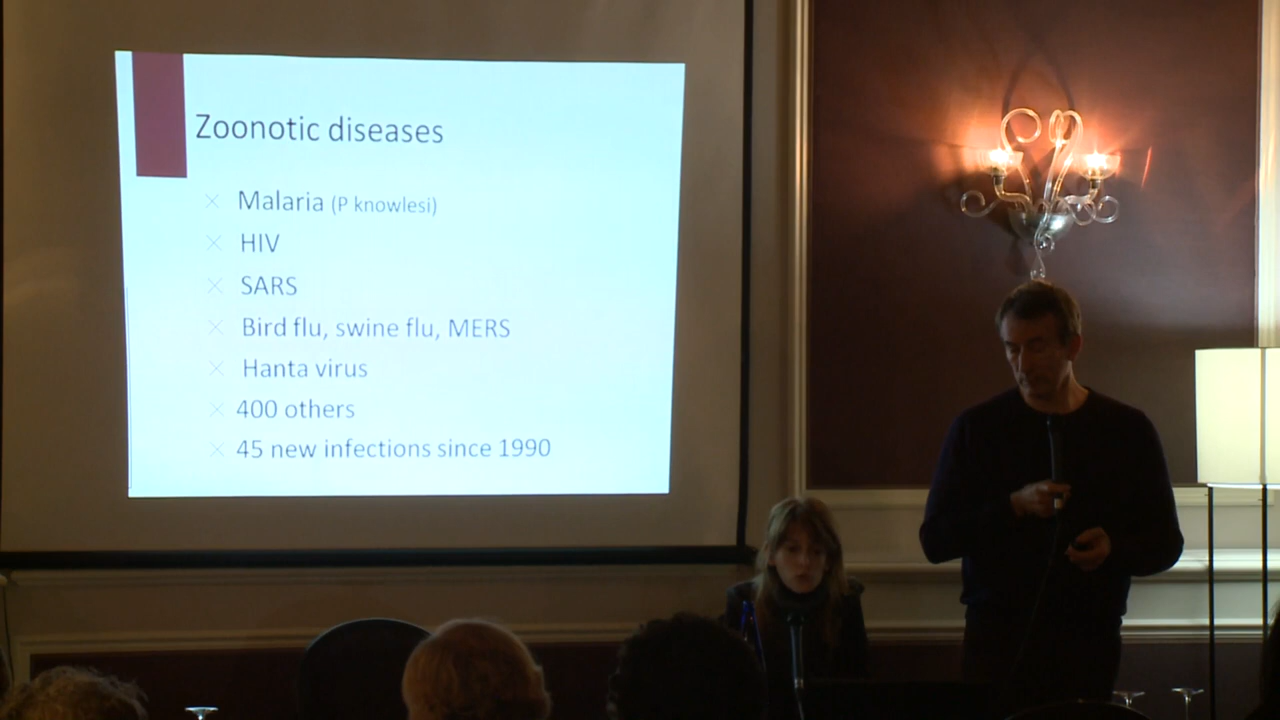 Zoonotic diseases
Malaria (P knowlesi)
HIV
SARS
Bird flu, swine flu, MERS
Hanta virus
400 others
45 new infections since 1990